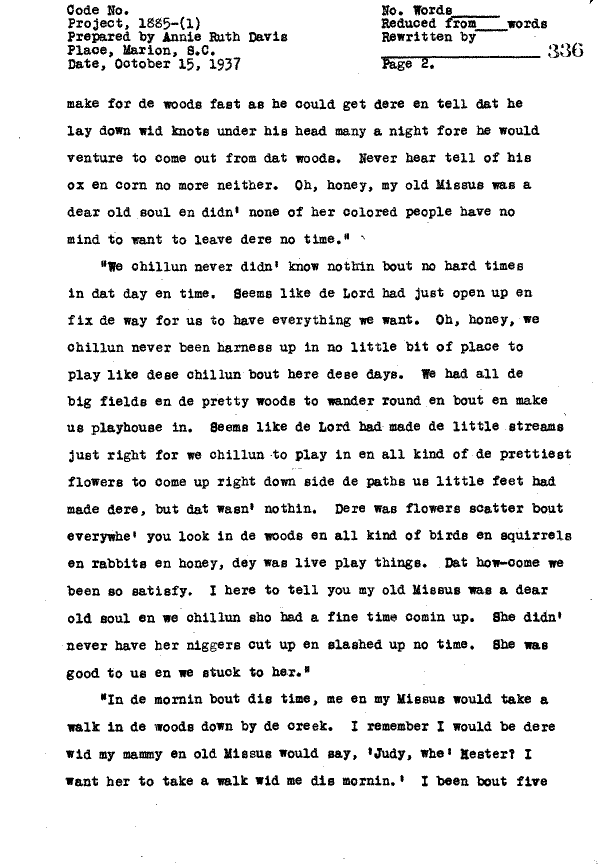 Code No.
No. Words
Project, 1885-(1)
Reduced from words
Prepared by Annie Ruth Davis
Rewritten by
Place, Marion, S.C.
336
Date, October 15, 1937
Page 2.
make for de woods fast as he could get dere en tell dat he
lay down wid knots under his head many a night fore he would
venture to come out from dat woods. Never hear tell of his
ox en corn no more neither. Oh, honey, my old Missus was a
dear old soul en didn' none of her colored people have no
mind to want to leave dere no time."
"We chillun never didn' know nothin bout no hard times
in dat day en time. Seems like de Lord had just open up en
fix de way for us to have everything we want. Oh, honey, we
chillun never been harness up in no little bit of place to
play like dese chillun bout here dese days. We had all de
big fields en de pretty woods to wander round en bout en make
us playhouse in. Seems like de Lord had made de little streams
just right for we chillun to play in en all kind of de prettiest
flowers to come up right down side de paths us little feet had
made dere, but dat wasn' nothin. Dere was flowers scatter bout
everywhe' you look in de woods en all kind of birds en squirrels
en rabbits en honey, dey was live play things. Dat how-come we
been so satisfy. I here to tell you my old Missus was a dear
old soul en we chillun sho had a fine time comin up. She didn'
never have her niggers cut up en slashed up no time. She was
good to us en we stuck to her."
"In de mornin bout dis time, me en my Missus would take a
walk in de woods down by de creek. I remember I would be dere
wid my mammy en old Missus would say, 'Judy, whe' Hester? I
want her to take a walk wid me dis mornin.' I been bout five